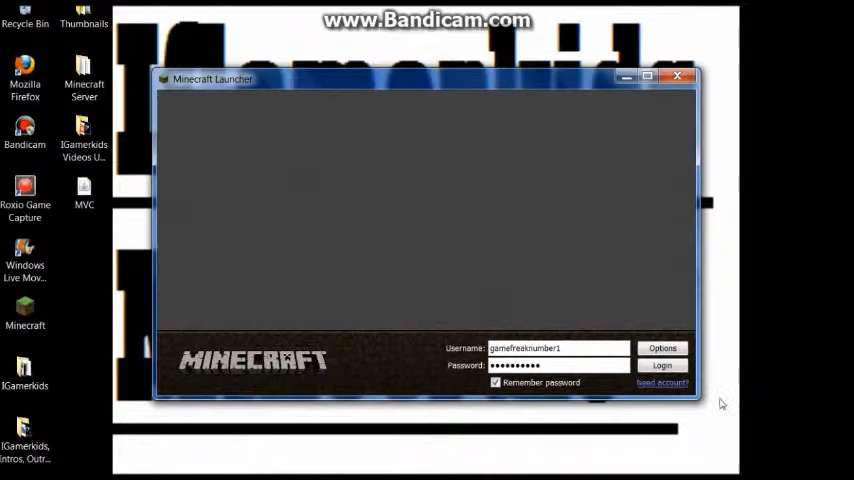 www.Bandicam.com
Recycle Bin
Thumbnails
Minecraft Launcher
Mozilla
Firefox
Minecraft
Server
Bandicam
IGamerkids
Videos U...
Roxio Game
Capture
MVC
Windows
Live Mov...
Minecraft
MINECRAFT
Username: gamefreaknumber1 Options
Password: •••••••••• Login
Remember password Need account?
IGamerkids
IGamerkids,
Intros, Outr...